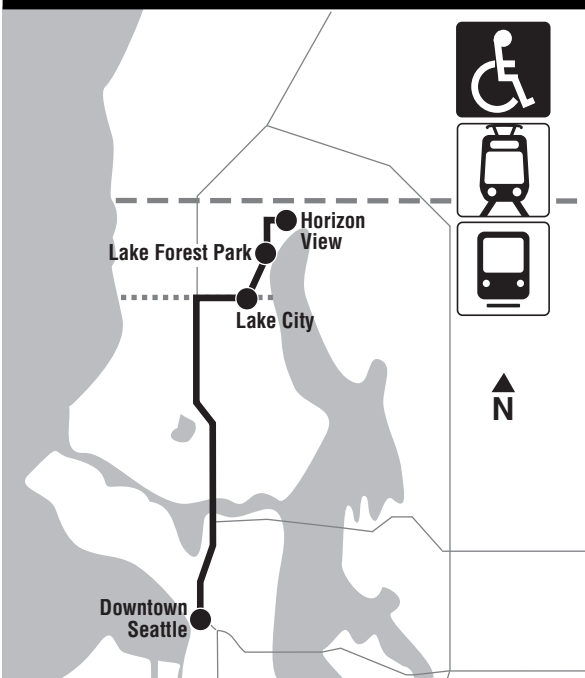 Horizon
View
Lake Forest Park
Lake City
N
Downtown
Seattle